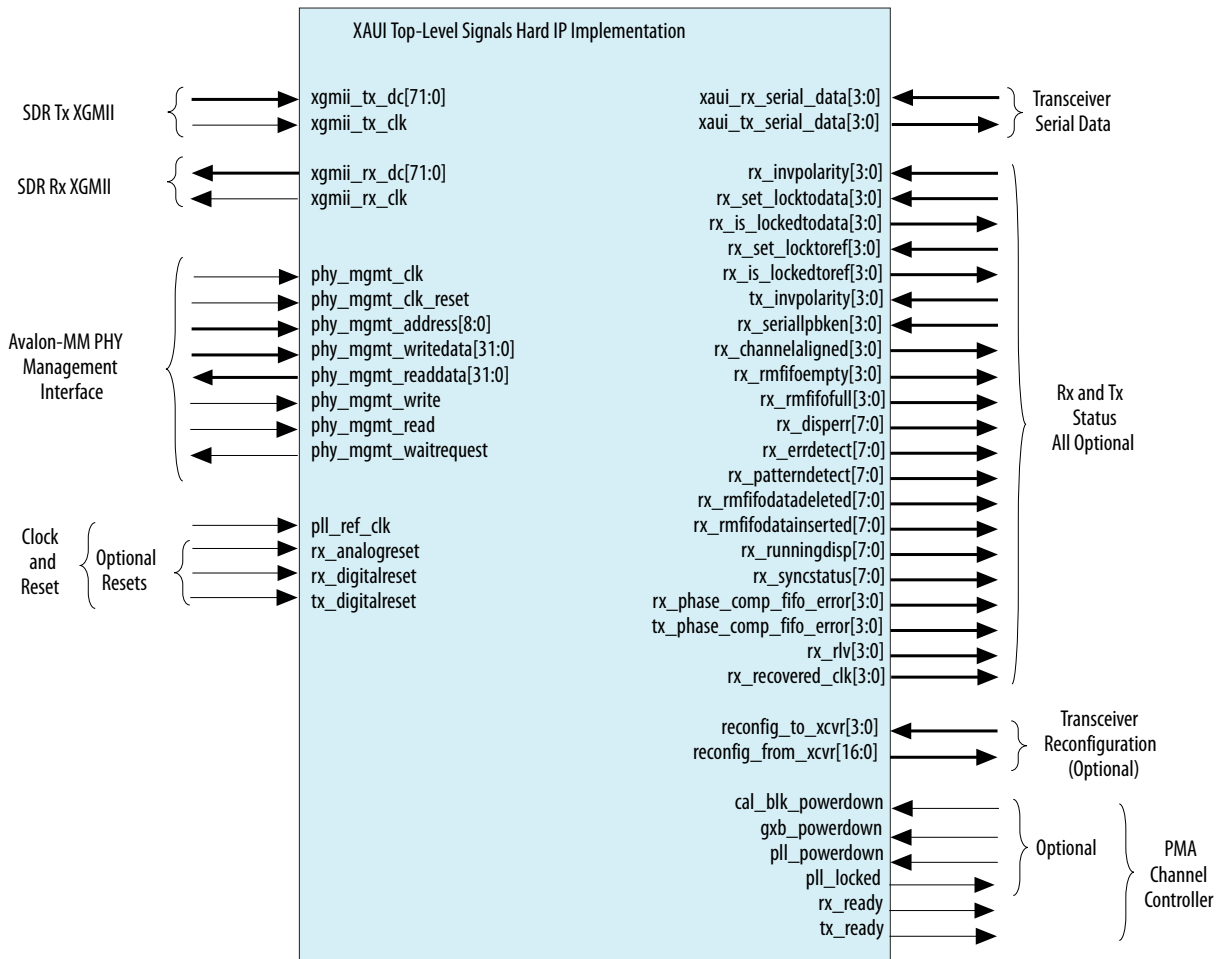 XAUI Top-Level Signals Hard IP Implementation
SDR Tx XGMII
xgmii_tx_dc[71:0]
xgmii_tx_clk
SDR Rx XGMII
xgmii_rx_dc[71:0]
xgmii_rx_clk
Avalon-MM PHY
Management
Interface
phy_mgmt_clk
phy_mgmt_clk_reset
phy_mgmt_address[8:0]
phy_mgmt_writedata[31:0]
phy_mgmt_readdata[31:0]
phy_mgmt_write
phy_mgmt_read
phy_mgmt_waitrequest
Clock
and
Reset
Optional
Resets
pll_ref_clk
rx_analogreset
rx_digitalreset
tx_digitalreset
xaui_rx_serial_data[3:0]
xaui_tx_serial_data[3:0]
Transceiver
Serial Data
rx_invpolarity[3:0]
rx_set_locktodata[3:0]
rx_is_lockedtodata[3:0]
rx_set_locktoref[3:0]
rx_is_lockedtoref[3:0]
tx_invpolarity[3:0]
rx_seriallpbken[3:0]
rx_channelaligned[3:0]
rx_rmfifoempty[3:0]
rx_rmfifofull[3:0]
rx_disperr[7:0]
rx_errdetect[7:0]
rx_patterndetect[7:0]
rx_rmfifodatadeleted[7:0]
rx_rmfifodatainserted[7:0]
rx_runningdisp[7:0]
rx_syncstatus[7:0]
rx_phase_comp_fifo_error[3:0]
tx_phase_comp_fifo_error[3:0]
rx_rlv[3:0]
rx_recovered_clk[3:0]
Rx and Tx
Status
All Optional
reconfig_to_xcvr[3:0]
reconfig_from_xcvr[16:0]
Transceiver
Reconfiguration
(Optional)
cal_blk_powerdown
gxb_powerdown
pll_powerdown
pll_locked
rx_ready
tx_ready
Optional
PMA
Channel
Controller